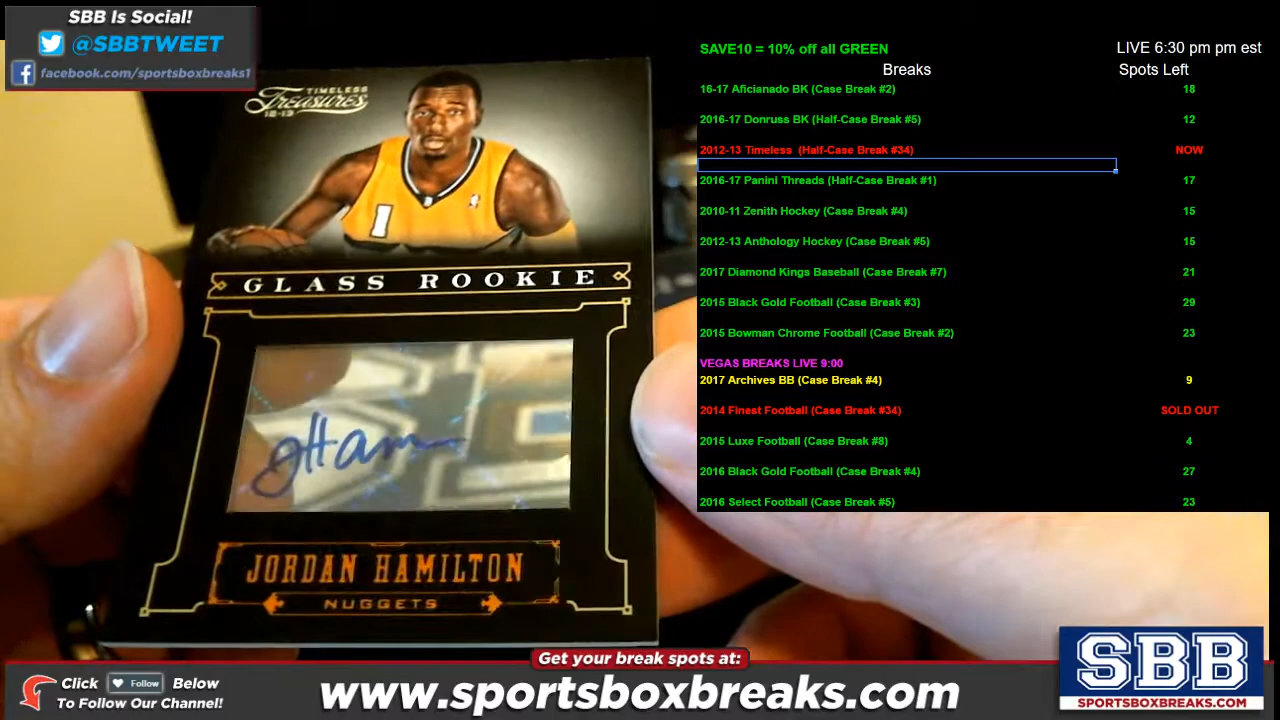 SBB Is Social!
@SBBTWEET
facebook.com/sportsboxbreaks1
TIMELESS
Treasures
12-13
1
GLASS ROOKIE
JHam
JORDAN HAMILTON
NUGGETS
SAVE10 = 10% off all GREEN
LIVE 6:30 pm pm est
Breaks Spots Left
16-17 Aficianado BK (Case Break #2) 18
2016-17 Donruss BK (Half-Case Break #5) 12
2012-13 Timeless (Half-Case Break #34) NOW
2016-17 Panini Threads (Half-Case Break #1) 17
2010-11 Zenith Hockey (Case Break #4) 15
2012-13 Anthology Hockey (Case Break #5) 15
2017 Diamond Kings Baseball (Case Break #7) 21
2015 Black Gold Football (Case Break #3) 29
2015 Bowman Chrome Football (Case Break #2) 23
VEGAS BREAKS LIVE 9:00
2017 Archives BB (Case Break #4) 9
2014 Finest Football (Case Break #34) SOLD OUT
2015 Luxe Football (Case Break #8) 4
2016 Black Gold Football (Case Break #4) 27
2016 Select Football (Case Break #5) 23
Get your break spots at:
Click Follow Below
To Follow Our Channel!
www.sportsboxbreaks.com
SBB
SPORTSBOXBREAKS.COM